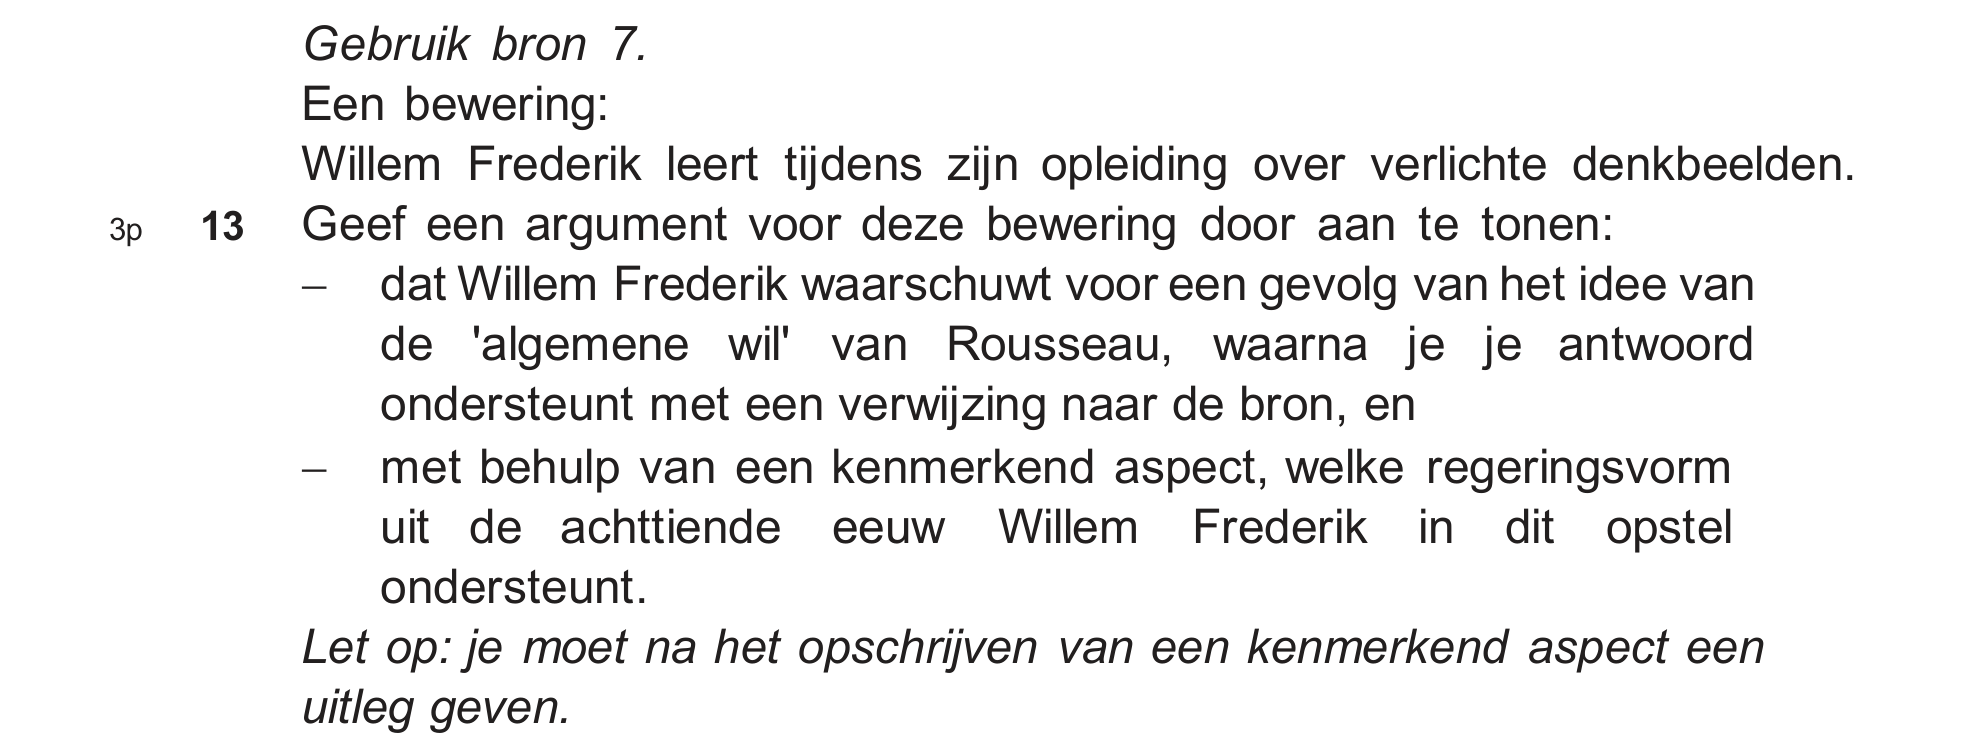 Gebruik bron 7.
Een bewering:
Willem Frederik leert tijdens zijn opleiding over verlichte denkbeelden.
3p 13 Geef een argument voor deze bewering door aan te tonen:
– dat Willem Frederik waarschuwt voor een gevolg van het idee van
de 'algemene wil' van Rousseau, waarna je je antwoord
ondersteunt met een verwijzing naar de bron, en
– met behulp van een kenmerkend aspect, welke regeringsvorm
uit de achttiende eeuw Willem Frederik in dit opstel
ondersteunt.
Let op: je moet na het opschrijven van een kenmerkend aspect een
uitleg geven.